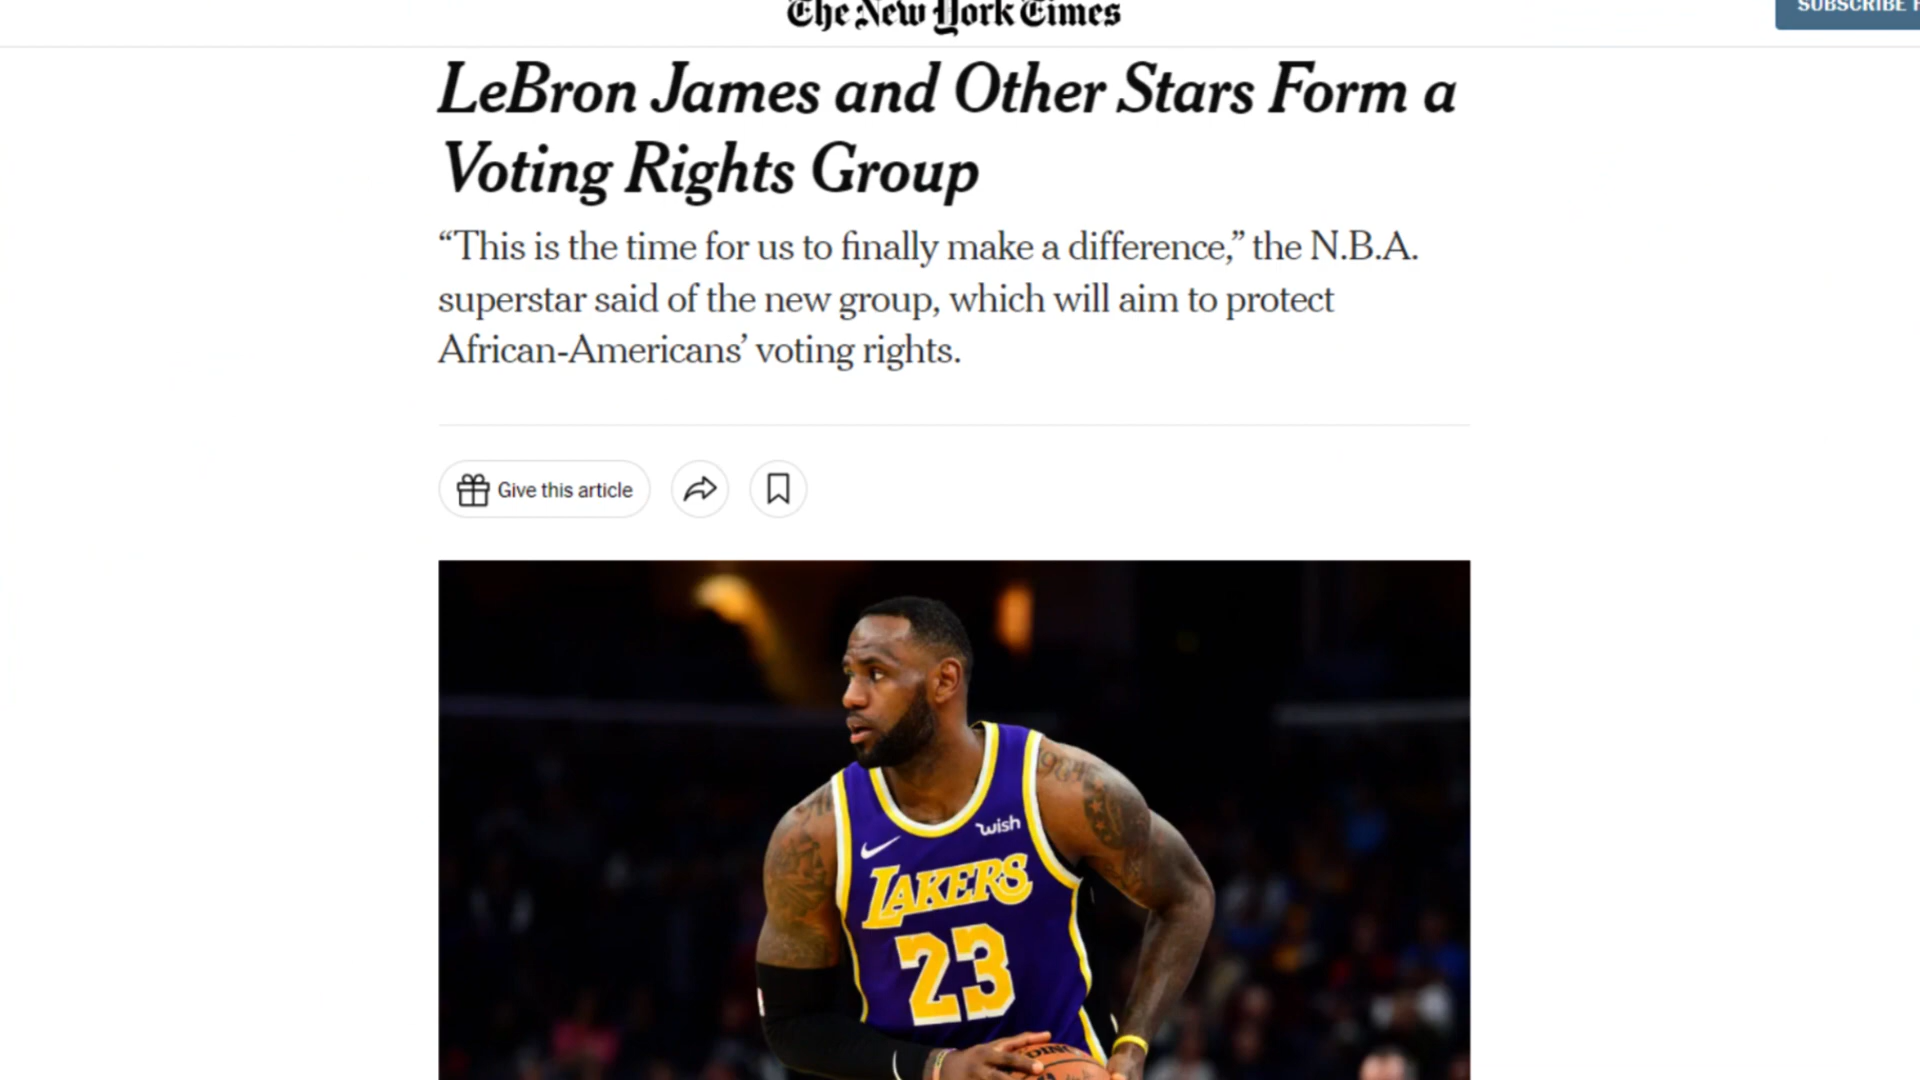 The New York Times
SUBSCRIBE
LeBron James and Other Stars Form a
Voting Rights Group
“This is the time for us to finally make a difference,” the N.B.A.
superstar said of the new group, which will aim to protect
African-Americans’ voting rights.
Give this article
wish
LAKERS
23